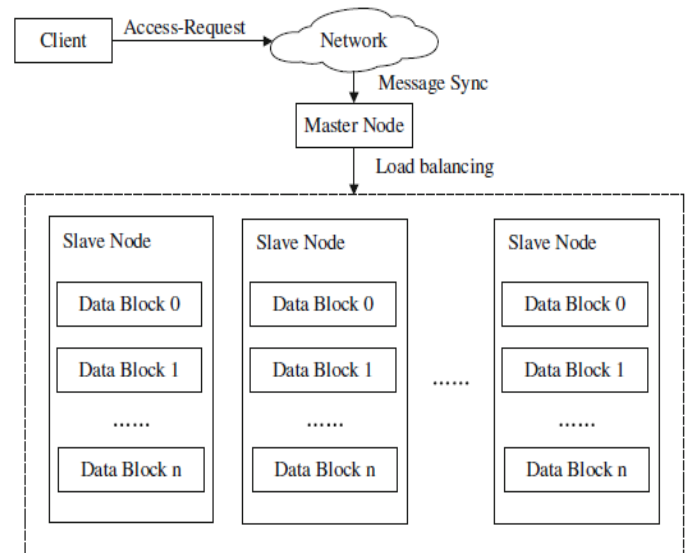 Client
Access-Request
Network
Message Sync
Master Node
Load balancing
Slave Node
Data Block 0
Data Block 1
......
Data Block n
Slave Node
Data Block 0
Data Block 1
......
Data Block n
......
Slave Node
Data Block 0
Data Block 1
......
Data Block n